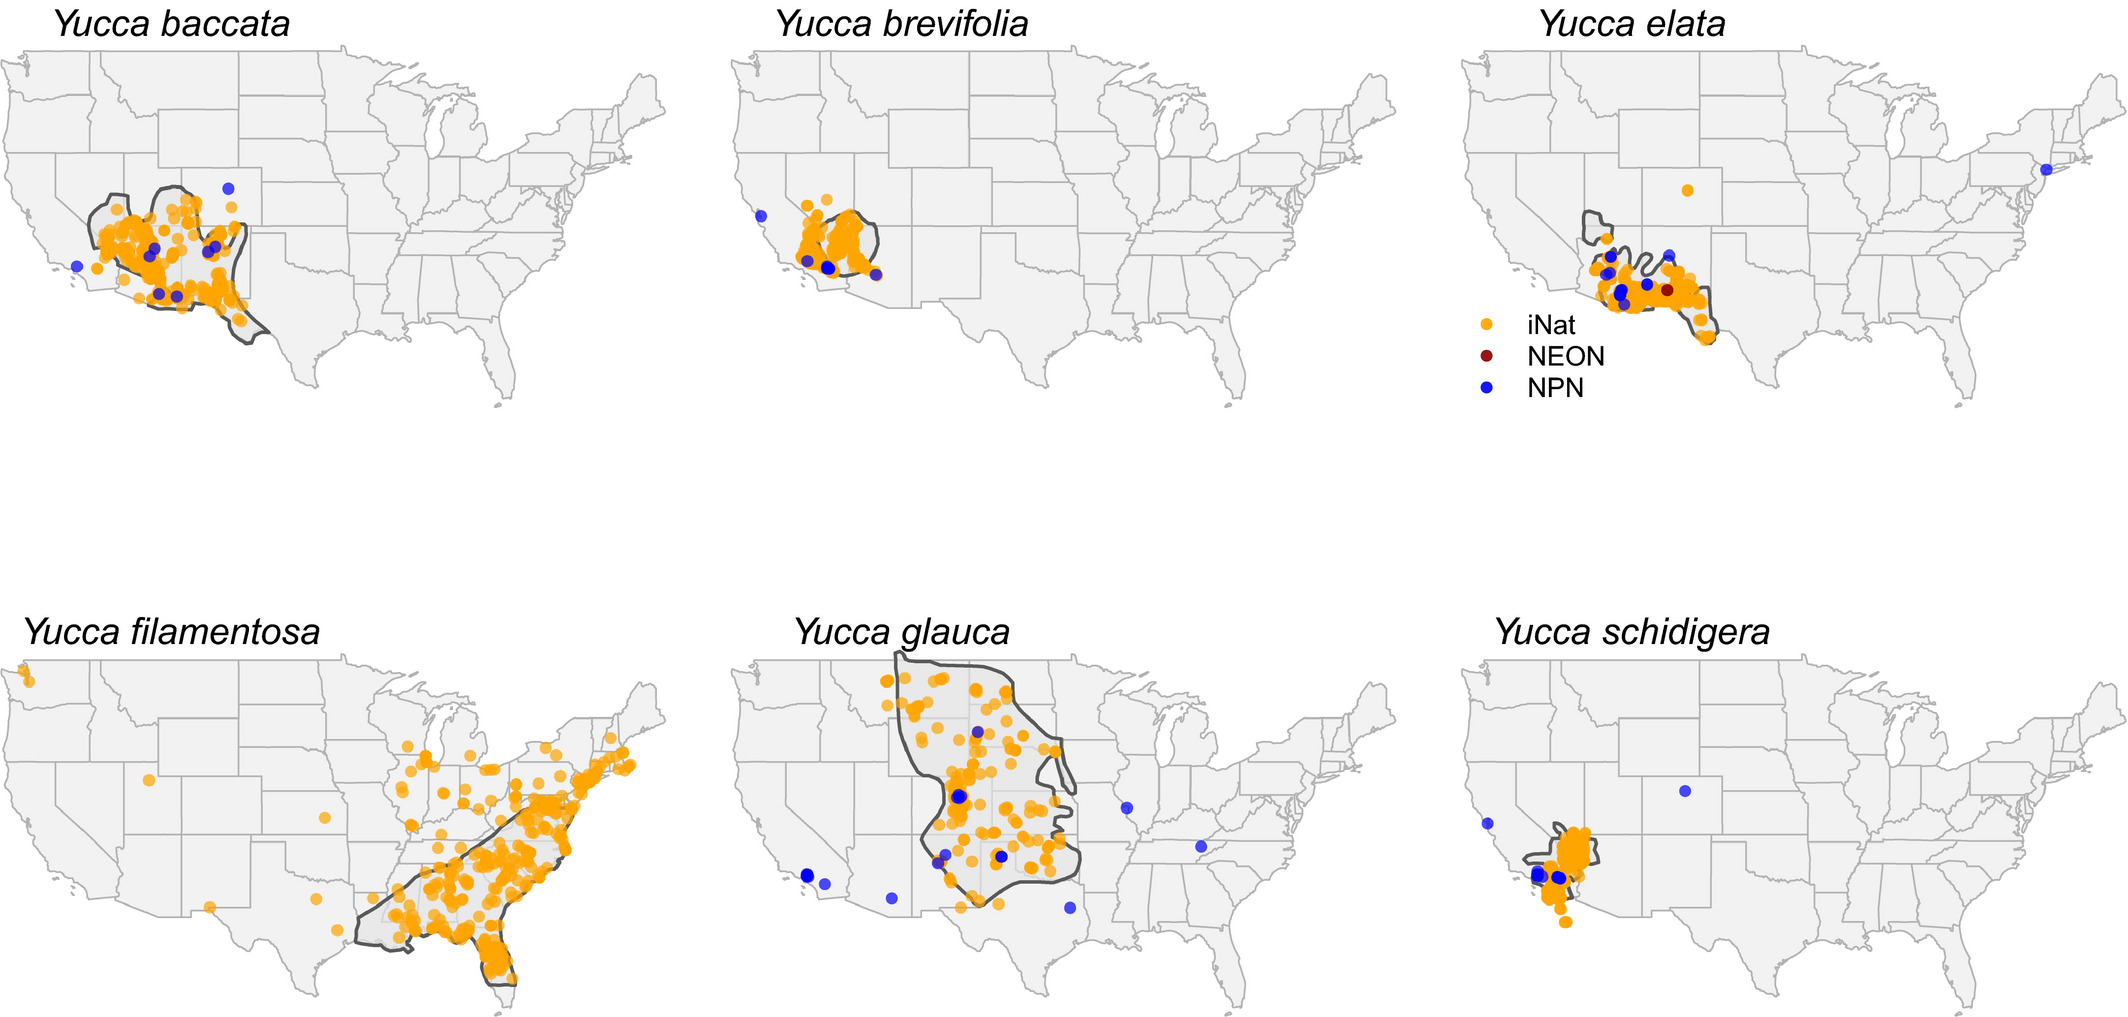 Yucca baccata
Yucca brevifolia
Yucca elata
iNat
NEON
NPN
Yucca filamentosa
Yucca glauca
Yucca schidigera